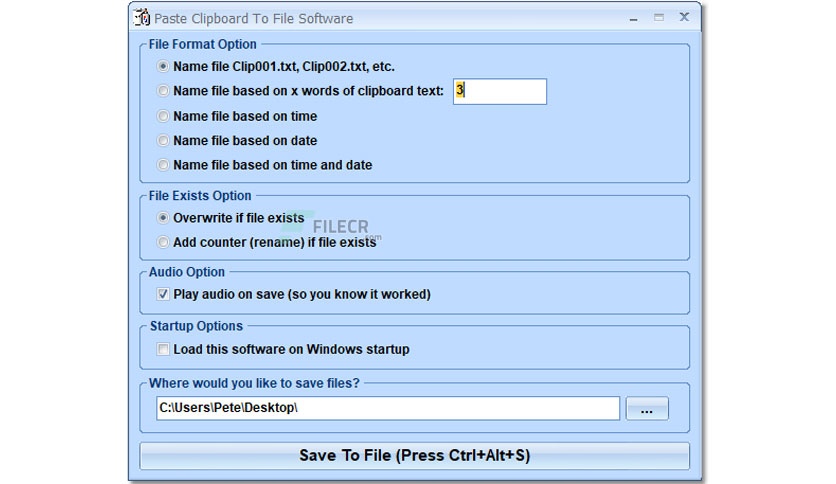 Paste Clipboard To File Software
File Format Option
Name file Clip001.txt, Clip002.txt, etc.
Name file based on x words of clipboard text:
3
Name file based on time
Name file based on date
Name file based on time and date
File Exists Option
Overwrite if file exists
FILECR
.com
Add counter (rename) if file exists
Audio Option
Play audio on save (so you know it worked)
Startup Options
Load this software on Windows startup
Where would you like to save files?
C:\Users\Pete\Desktop\
...
Save To File (Press Ctrl+Alt+S)